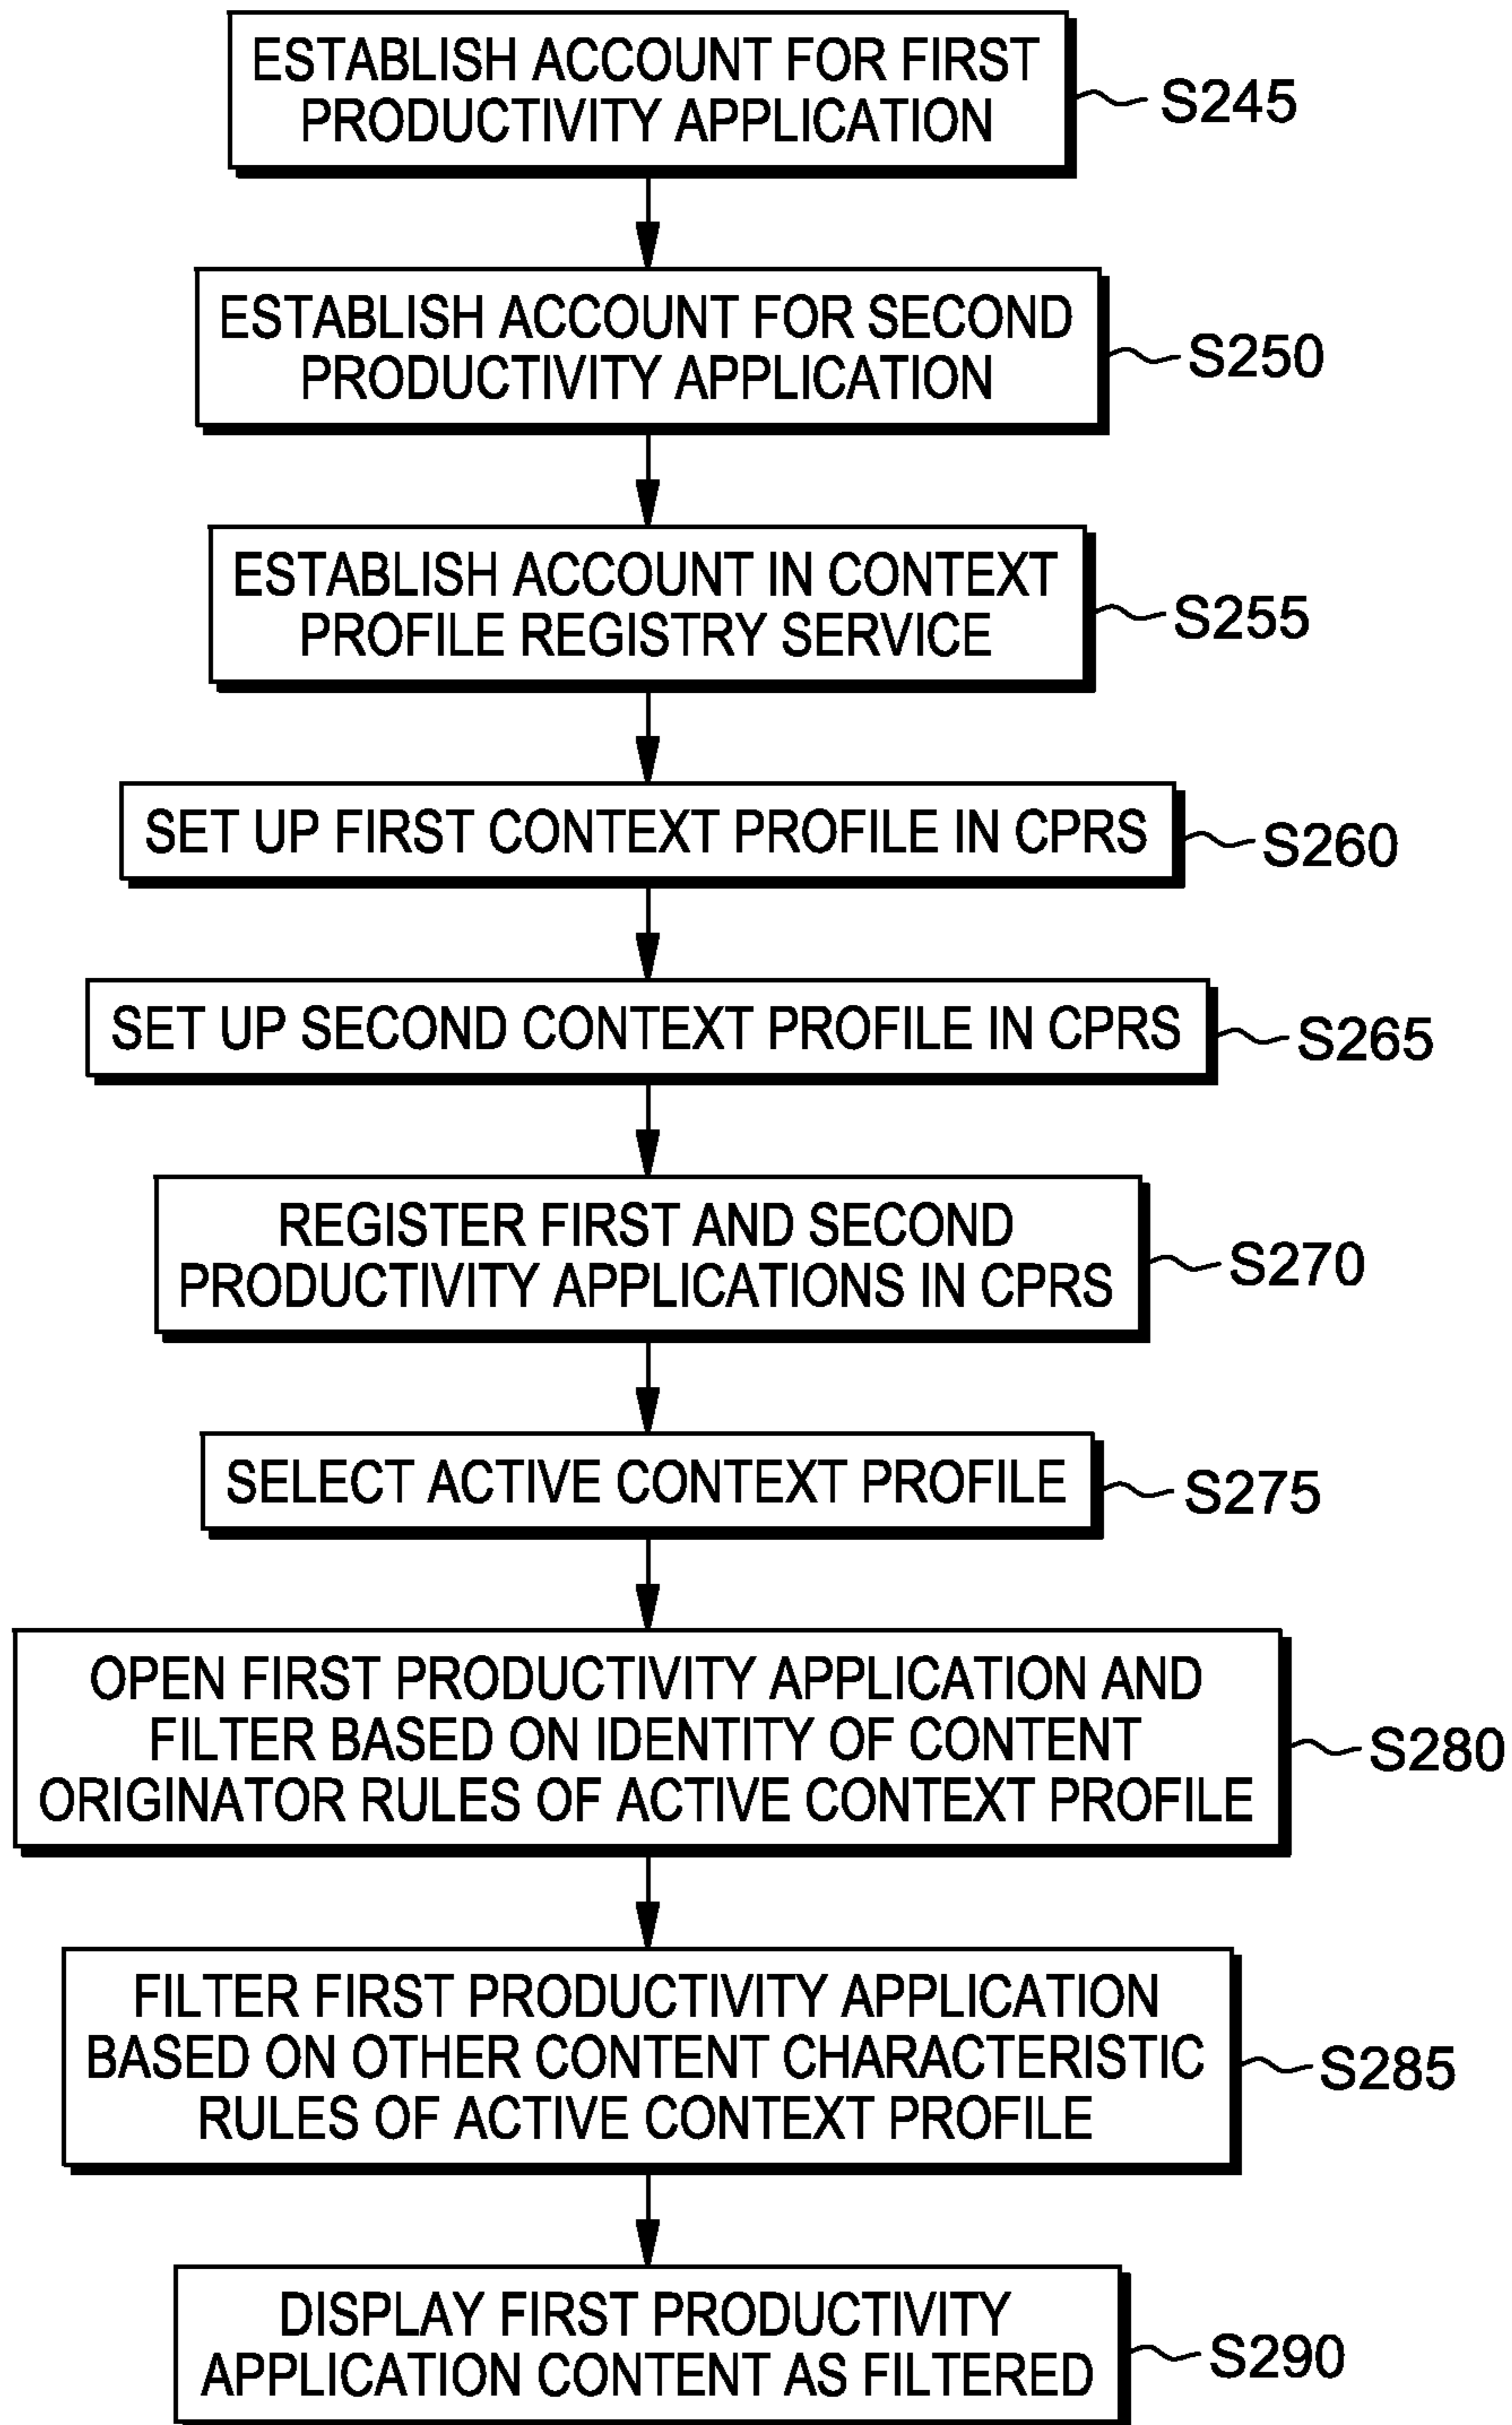 ESTABLISH ACCOUNT FOR FIRST
PRODUCTIVITY APPLICATION
S245
ESTABLISH ACCOUNT FOR SECOND
PRODUCTIVITY APPLICATION
S250
ESTABLISH ACCOUNT IN CONTEXT
PROFILE REGISTRY SERVICE
S255
SET UP FIRST CONTEXT PROFILE IN CPRS
S260
SET UP SECOND CONTEXT PROFILE IN CPRS
S265
REGISTER FIRST AND SECOND
PRODUCTIVITY APPLICATIONS IN CPRS
S270
SELECT ACTIVE CONTEXT PROFILE
S275
OPEN FIRST PRODUCTIVITY APPLICATION AND
FILTER BASED ON IDENTITY OF CONTENT
ORIGINATOR RULES OF ACTIVE CONTEXT PROFILE
S280
FILTER FIRST PRODUCTIVITY APPLICATION
BASED ON OTHER CONTENT CHARACTERISTIC
RULES OF ACTIVE CONTEXT PROFILE
S285
DISPLAY FIRST PRODUCTIVITY
APPLICATION CONTENT AS FILTERED
S290